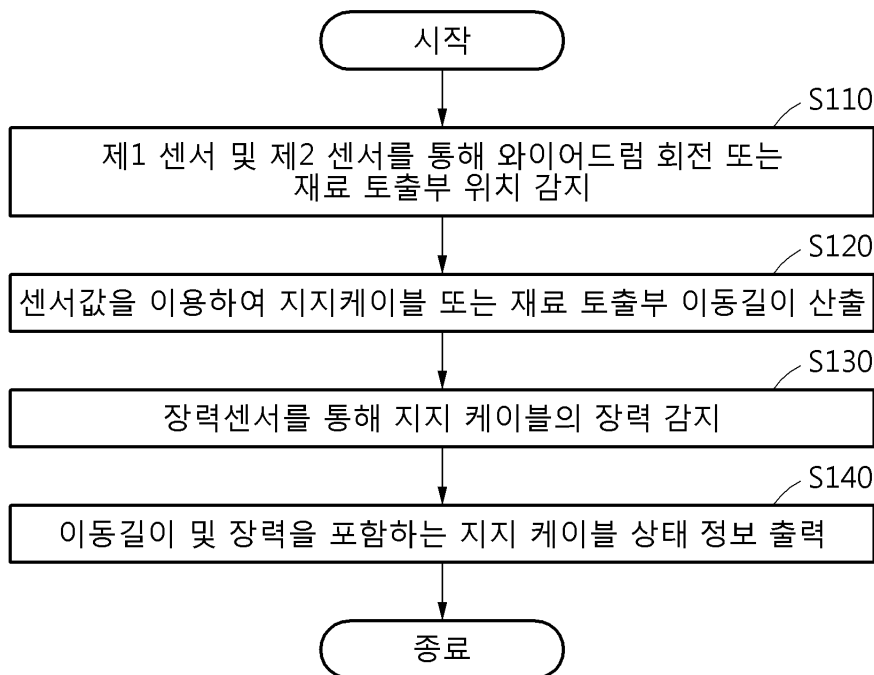 시작
S110
제1 센서 및 제2 센서를 통해 와이어드럼 회전 또는
재료 토출부 위치 감지
S120
센서값을 이용하여 지지케이블 또는 재료 토출부 이동길이 산출
S130
장력센서를 통해 지지 케이블의 장력 감지
S140
이동길이 및 장력을 포함하는 지지 케이블 상태 정보 출력
종료